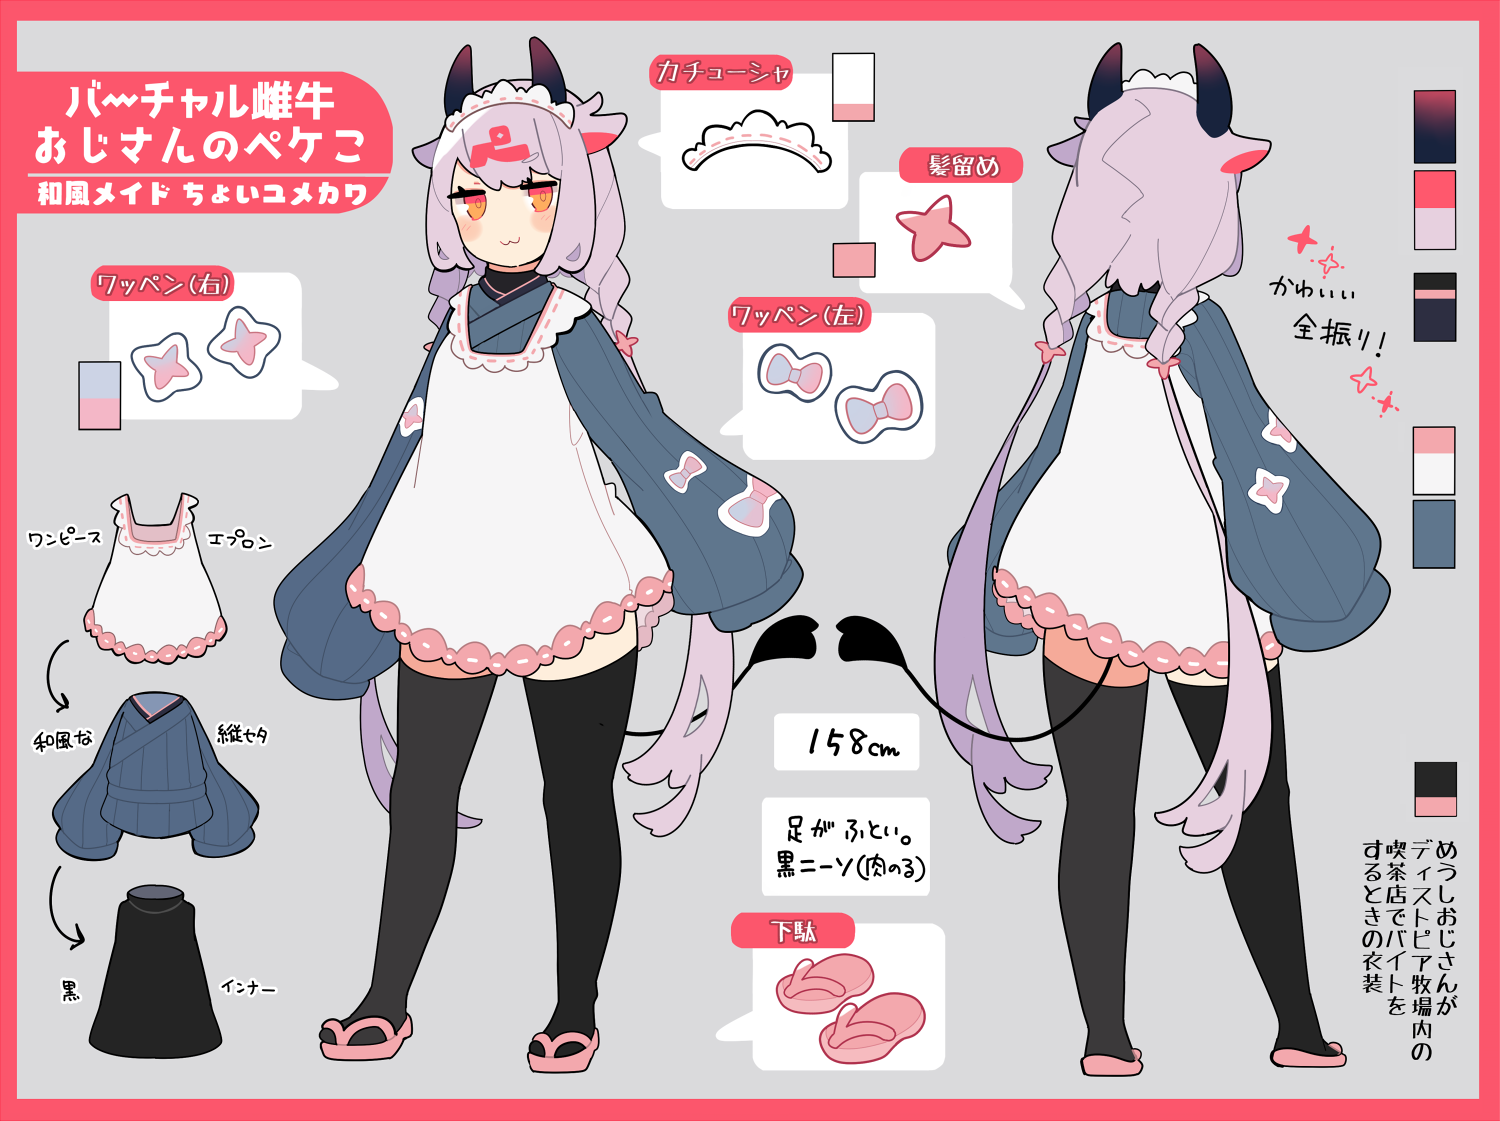 バーチャル雌牛
おじさんのペケこ
和風メイド ちょいユメカワ
カチューシャ
髪留め
ワッペン(右)
ワッペン(左)
かわいい
全振り!
ワンピース
エプロン
和風な
縦セタ
黒
インナー
158cm
足がふとい。
黒ニーソ(肉のる)
下駄
めうしおじさんが
ディストピア牧場内の
喫茶店でバイトを
するときの衣装